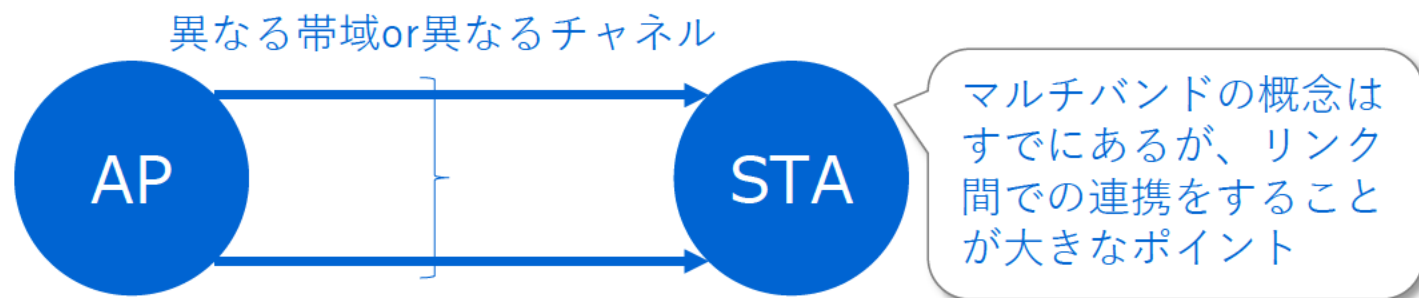 異なる帯域or異なるチャネル
AP
STA
マルチバンドの概念は
すでにあるが、リンク
間での連携をすること
が大きなポイント